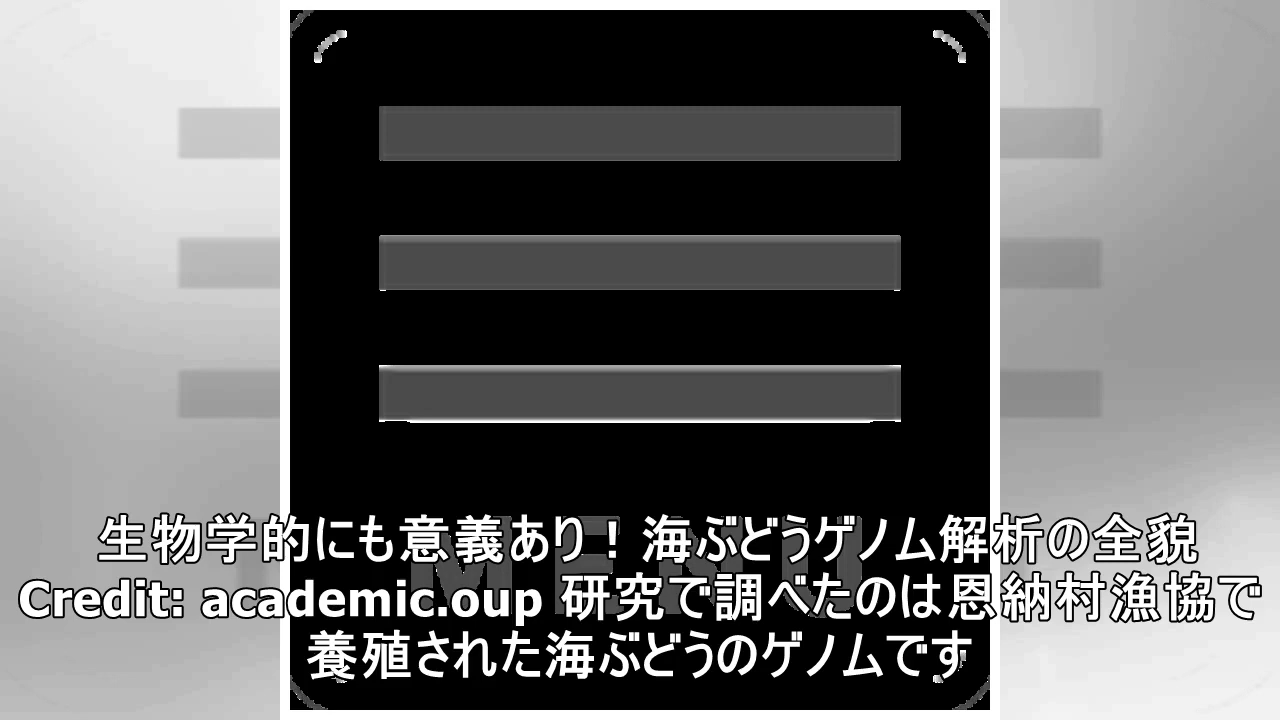 MENU
生物学的にも意義あり！海ぶどうゲノム解析の全貌
Credit: academic.oup 研究で調べたのは恩納村漁協で
養殖された海ぶどうのゲノムです